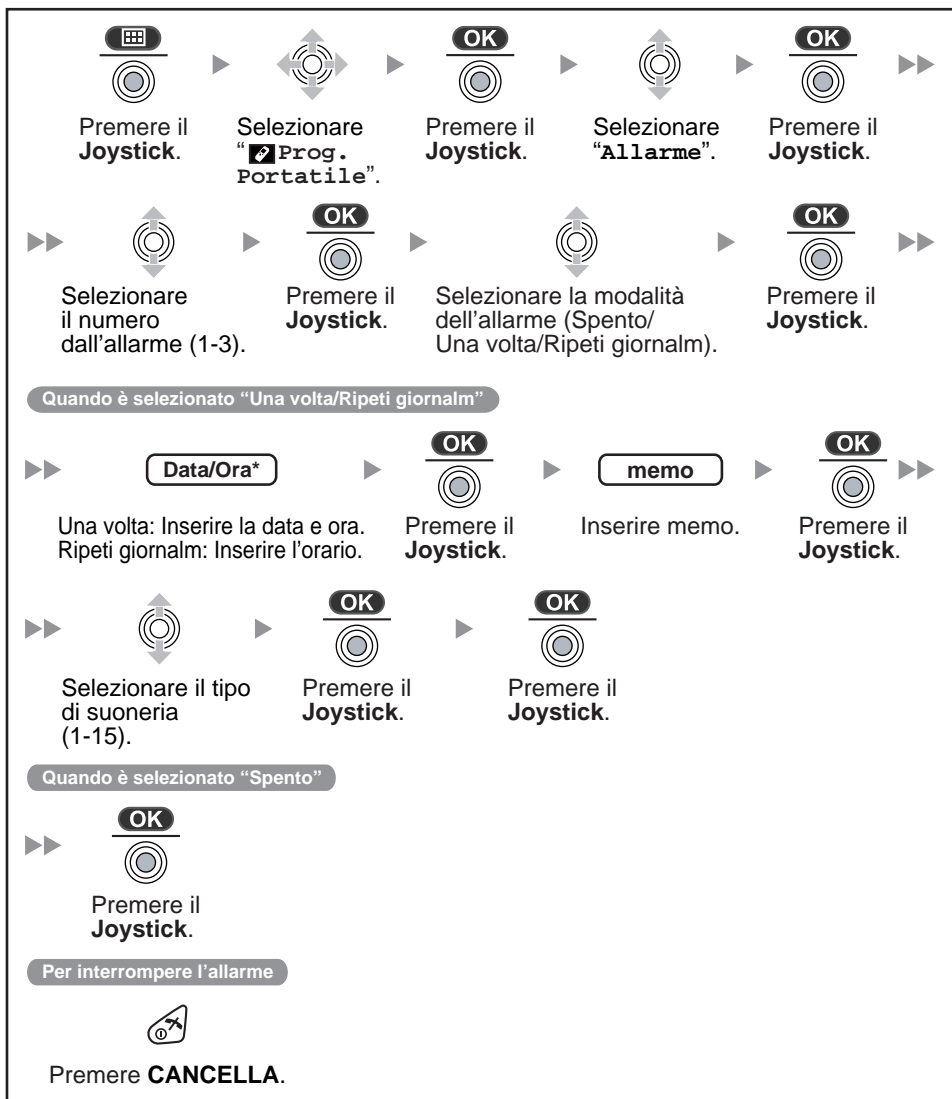 OK OK
Premere il Selezionare Premere il Selezionare Premere il
Joystick. “Prog. Joystick. “Allarme”. Joystick.
Portatile”.
OK OK
Selezionare Premere il Selezionare la modalità Premere il
il numero Joystick. dell'allarme (Spento/ Joystick.
dall'allarme (1-3). Una volta/Ripeti giornalm).
Quando è selezionato “Una volta/Ripeti giornalm”
Data/Ora* OK memo OK
Una volta: Inserire la data e ora. Premere il Inserire memo. Premere il
Ripeti giornalm: Inserire l'orario. Joystick. Joystick.
OK OK
Selezionare il tipo Premere il Premere il
di suoneria Joystick. Joystick.
(1-15).
Quando è selezionato “Spento”
OK
Premere il
Joystick.
Per interrompere l'allarme
Premere CANCELLA.